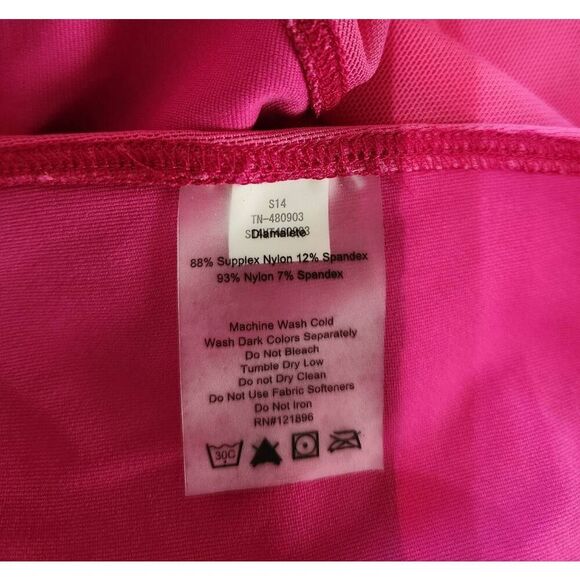 S14
TN-480903
Diamalete
88% Supplex Nylon 12% Spandex
93% Nylon 7% Spandex
Machine Wash Cold
Wash Dark Colors Separately
Do Not Bleach
Tumble Dry Low
Do not Dry Clean
Do Not Use Fabric Softeners
Do Not Iron
RN#121896
30C